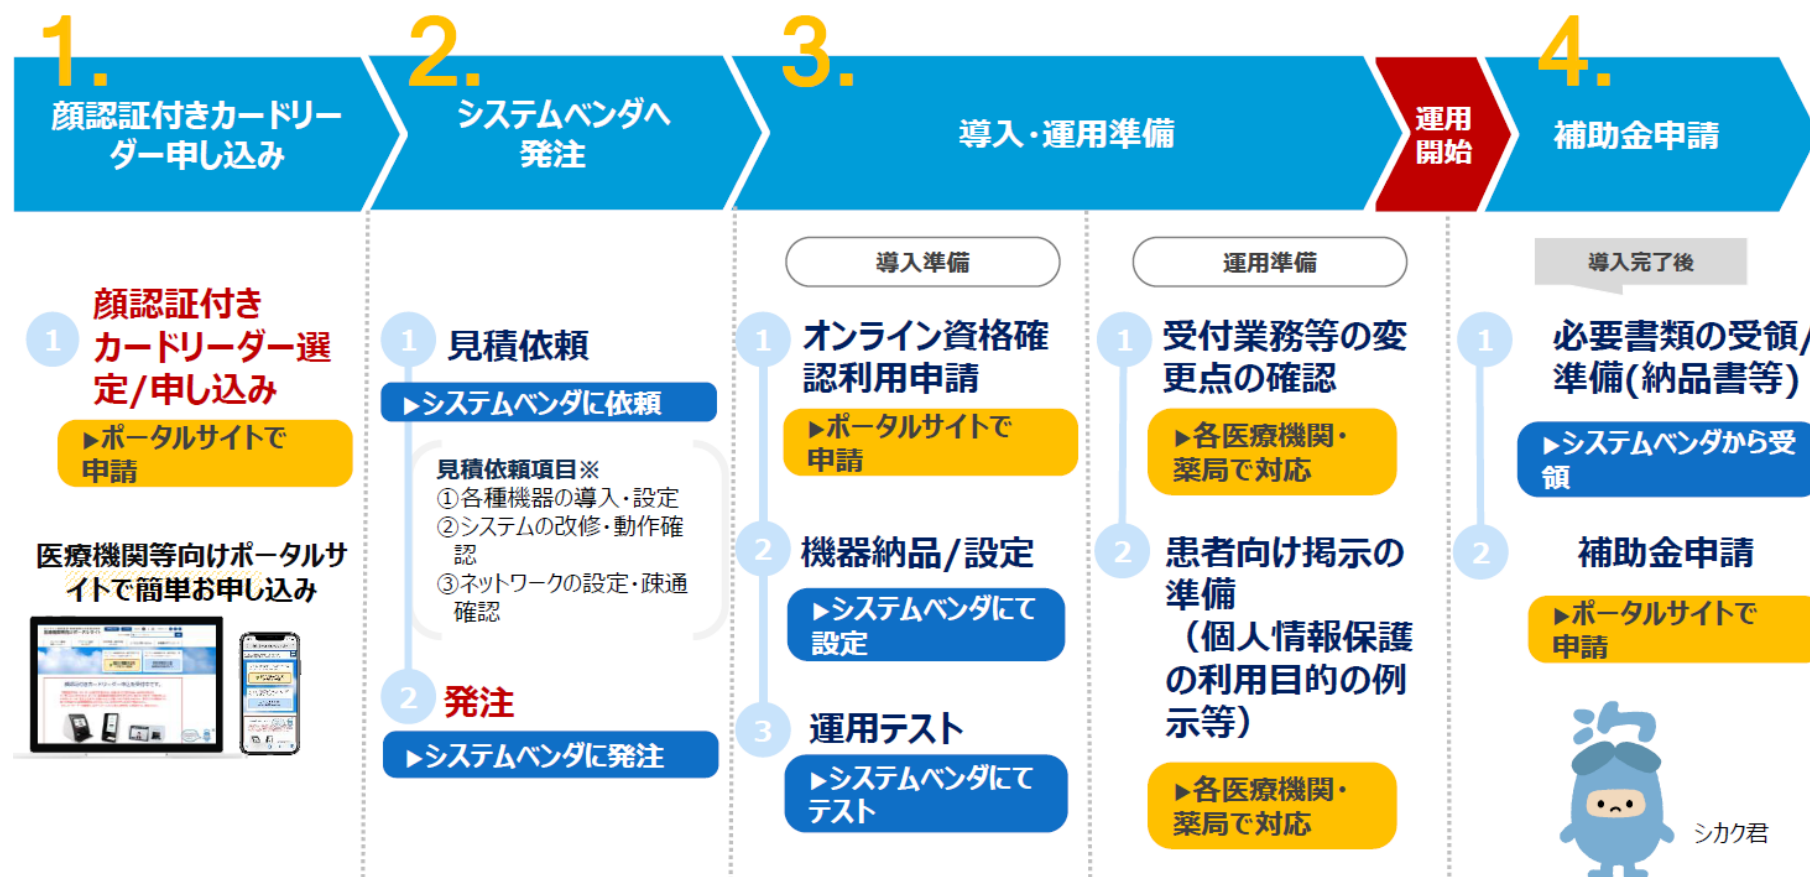 1.
顔認証付きカードリー
ダー申し込み
2.
システムベンダへ
発注
3.
導入・運用準備
運用
開始
4.
補助金申請
1
顔認証付き
カードリーダー選
定/申し込み
▶ポータルサイトで
申請
医療機関等向けポータルサ
イトで簡単お申し込み
1
見積依頼
▶システムベンダに依頼
見積依頼項目※
①各種機器の導入・設定
②システムの改修・動作確
認
③ネットワークの設定・疎通
確認
2
発注
▶システムベンダに発注
導入準備
1
オンライン資格確
認利用申請
▶ポータルサイトで
申請
2
機器納品/設定
▶システムベンダにて
設定
3
運用テスト
▶システムベンダにて
テスト
運用準備
1
受付業務等の変
更点の確認
▶各医療機関・
薬局で対応
2
患者向け掲示の
準備
（個人情報保護
の利用目的の例
示等）
▶各医療機関・
薬局で対応
導入完了後
1
必要書類の受領/
準備(納品書等)
▶システムベンダから受
領
2
補助金申請
▶ポータルサイトで
申請
シカク君